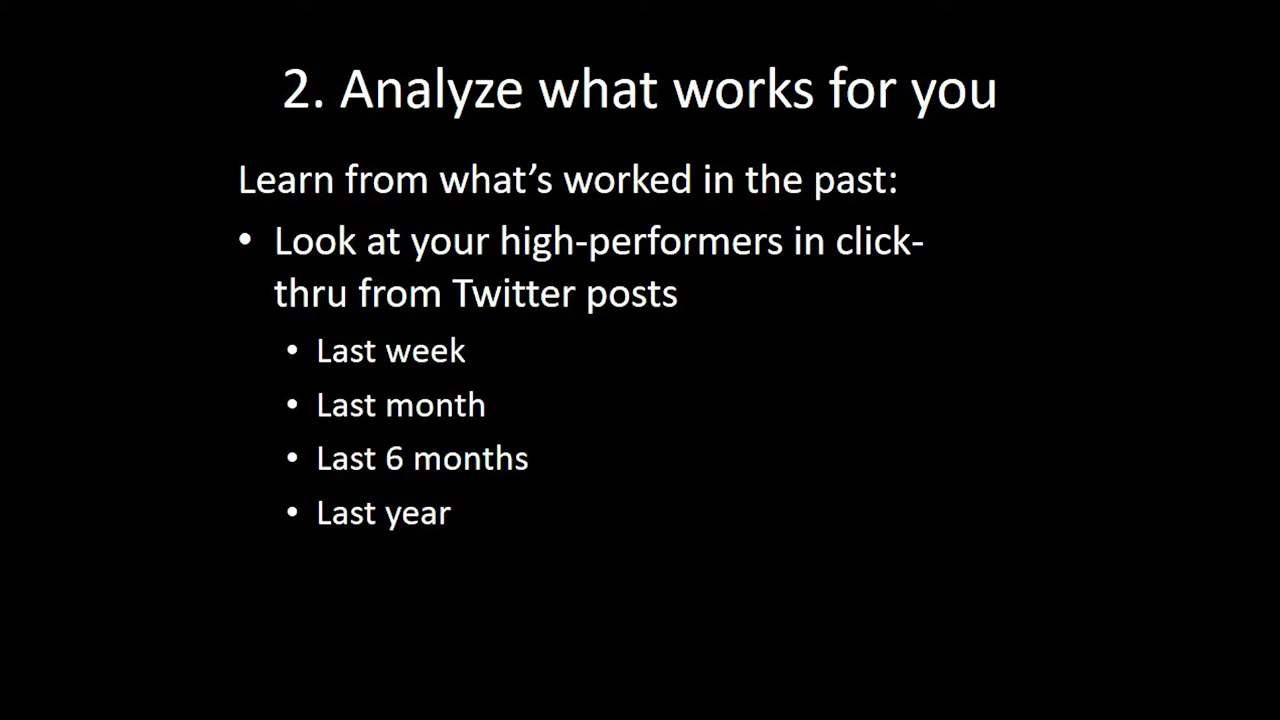 2. Analyze what works for you
Learn from what’s worked in the past:
• Look at your high-performers in click-
thru from Twitter posts
• Last week
• Last month
• Last 6 months
• Last year